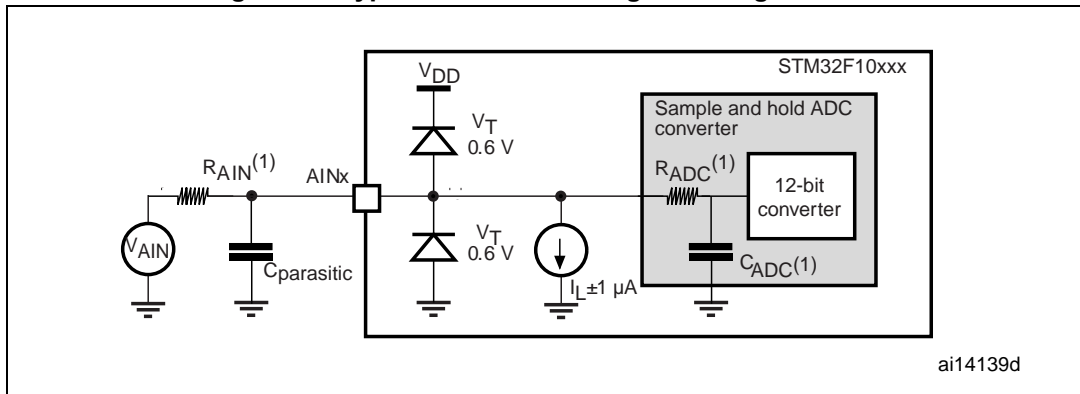 STM32F10xxx
VDD
Sample and hold ADC
converter
VT
0.6 V
RAIN(1)
AINx
RADC(1)
12-bit
converter
VAIN
Cparasitic
VT
0.6 V
IL±1 µA
CADC(1)
ai14139d